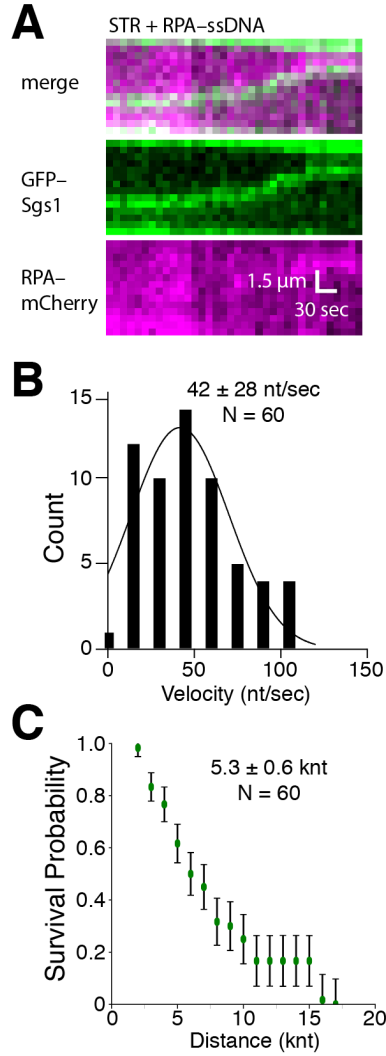 A
STR + RPA–ssDNA
merge
GFP–
Sgs1
RPA–
mCherry
1.5 μm
30 sec
B
42 ± 28 nt/sec
N = 60
Count
15
10
5
0
0 50 100 150
Velocity (nt/sec)
C
5.3 ± 0.6 knt
N = 60
Survival Probability
1.0
0.8
0.6
0.4
0.2
0
0 5 10 15 20
Distance (knt)